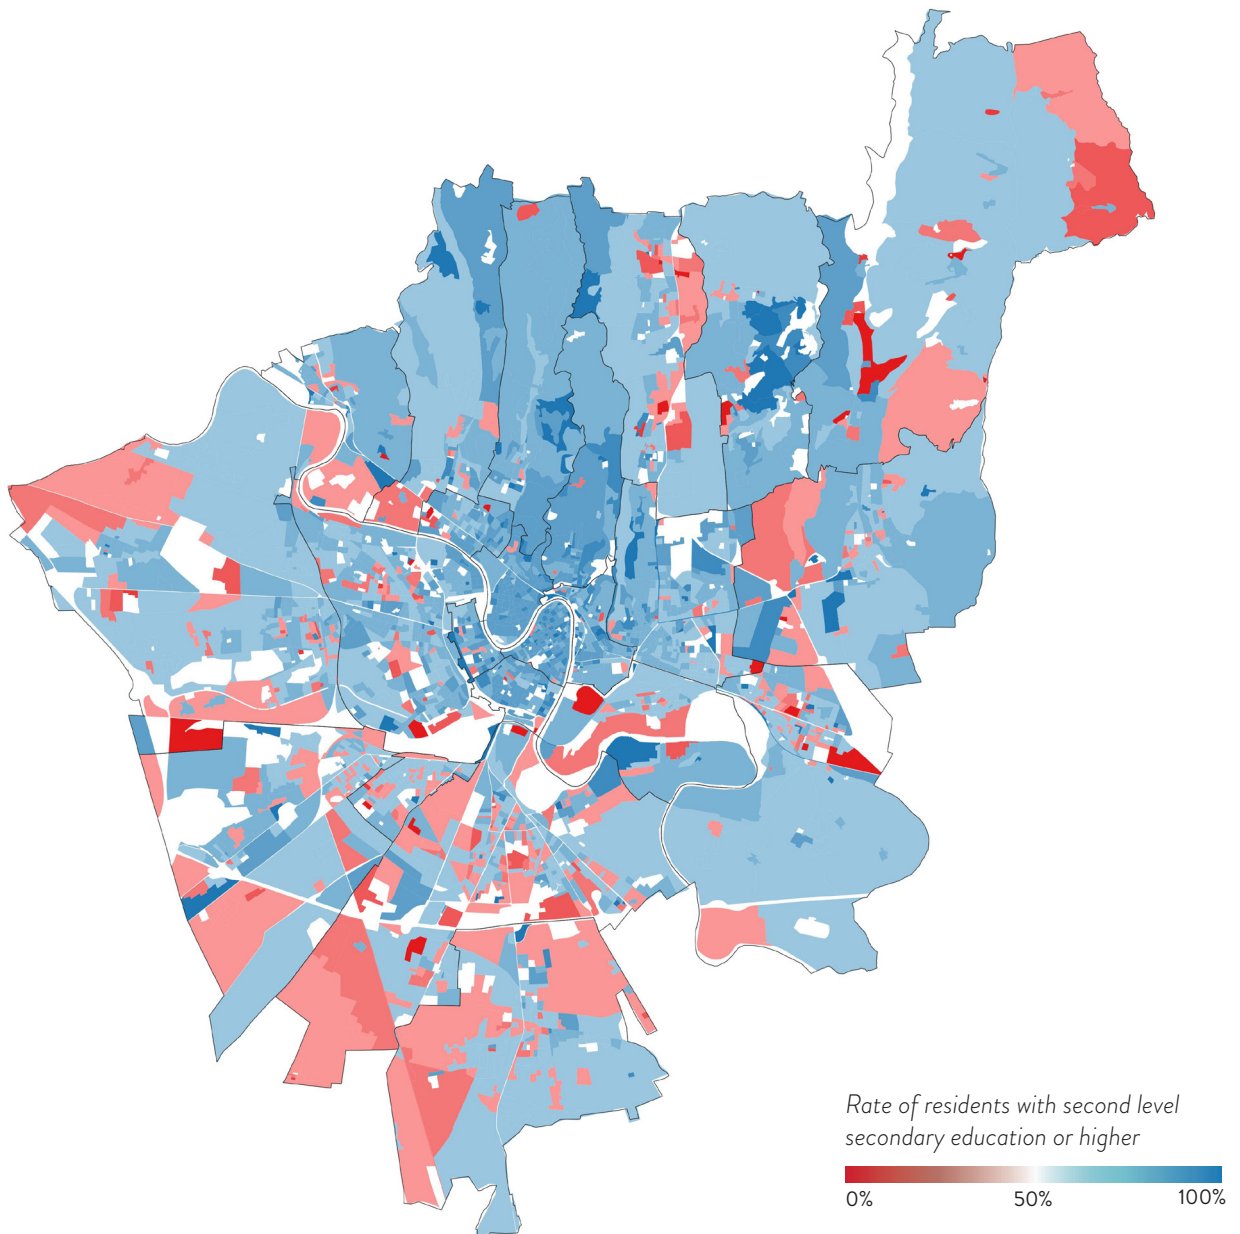 Rate of residents with second level
secondary education or higher
0% 50% 100%